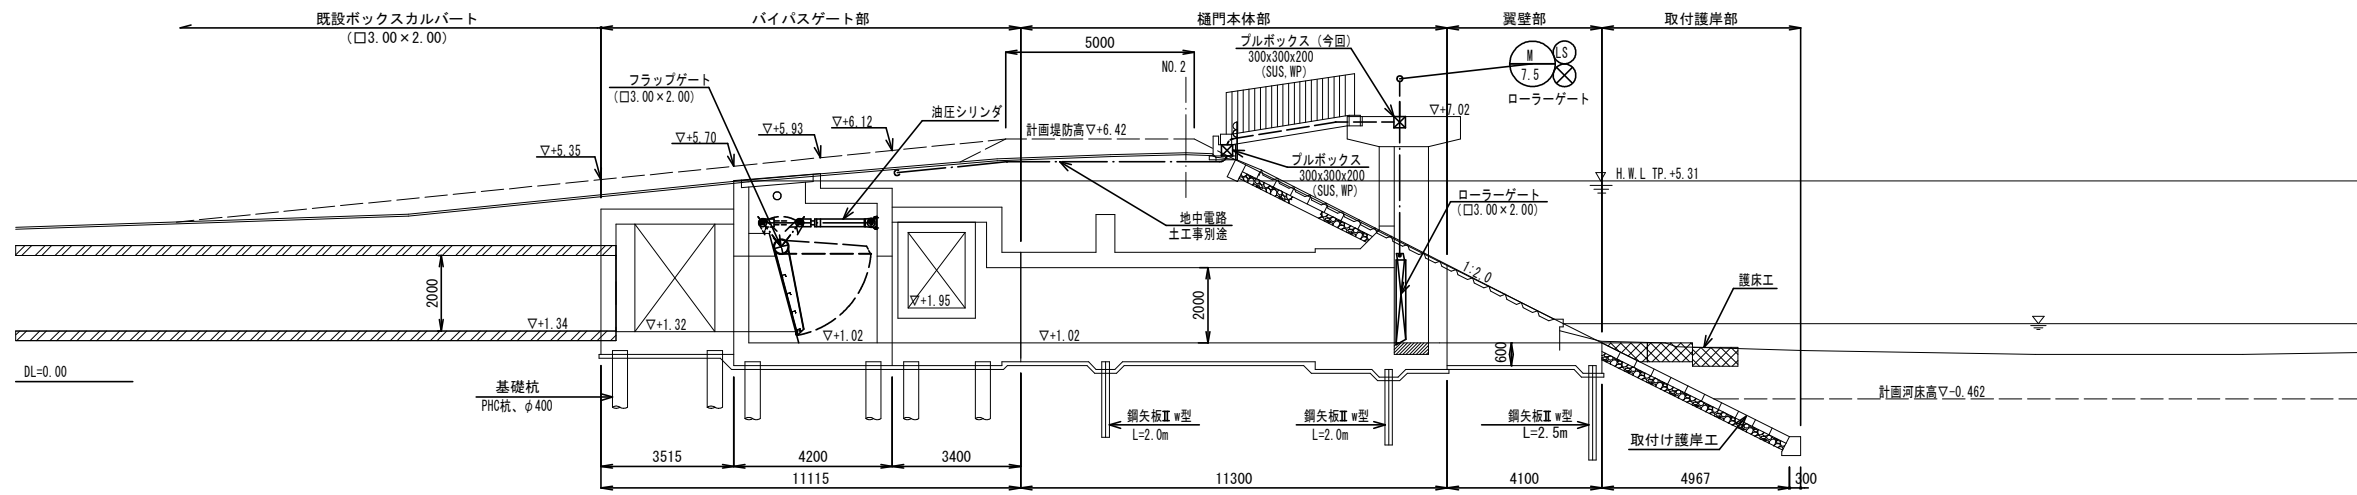 既設ボックスカルバート
(□3.00×2.00)
バイパスゲート部
樋門本体部
翼壁部
取付護岸部
5000
NO.2
プルボックス (今回)
300x300x200
(SUS,WP)
M
7.5
LS
ローラーゲート
フラップゲート
(□3.00×2.00)
油圧シリンダ
▽+5.35
▽+5.70
▽+5.93
▽+6.12
計画堤防高▽+6.42
▽+7.02
プルボックス
300x300x200
(SUS,WP)
H.W.L TP.+5.31
ローラーゲート
(□3.00×2.00)
地中電路
土工事別途
1:2.0
護床工
2000
2000
▽+1.34
▽+1.32
▽+1.02
▽+1.95
▽+1.02
600
DL=0.00
基礎杭
PHC杭、φ400
鋼矢板Ⅱw型
L=2.0m
鋼矢板Ⅱw型
L=2.0m
鋼矢板Ⅱw型
L=2.5m
計画河床高▽-0.462
取付け護岸工
3515
4200
3400
11115
11300
4100
4967
300